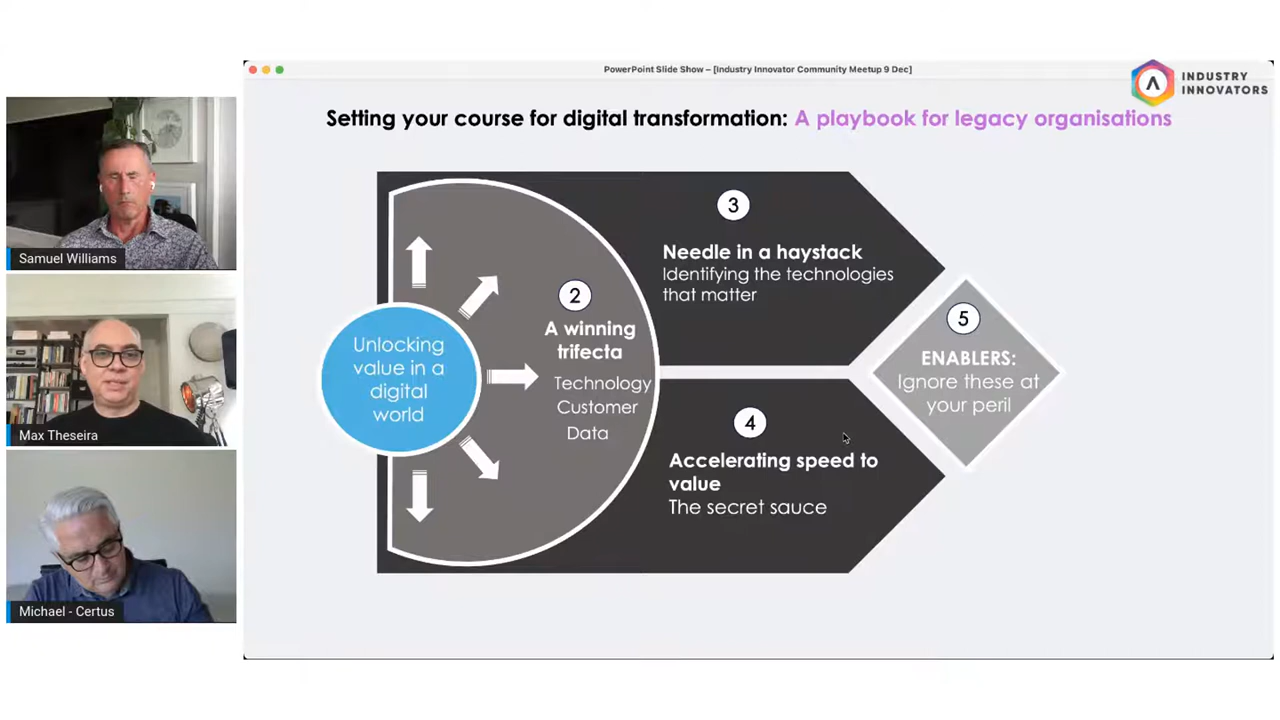 PowerPoint Slide Show – [Industry Innovator Community Meetup 9 Dec]
INDUSTRY
INNOVATORS
Setting your course for digital transformation: A playbook for legacy organisations
Samuel Williams
Max Theseira
Michael - Certus
Unlocking
value in a
digital
world
2
A winning
trifecta
Technology
Customer
Data
3
Needle in a haystack
Identifying the technologies
that matter
4
Accelerating speed to
value
The secret sauce
5
ENABLERS:
Ignore these at
your peril